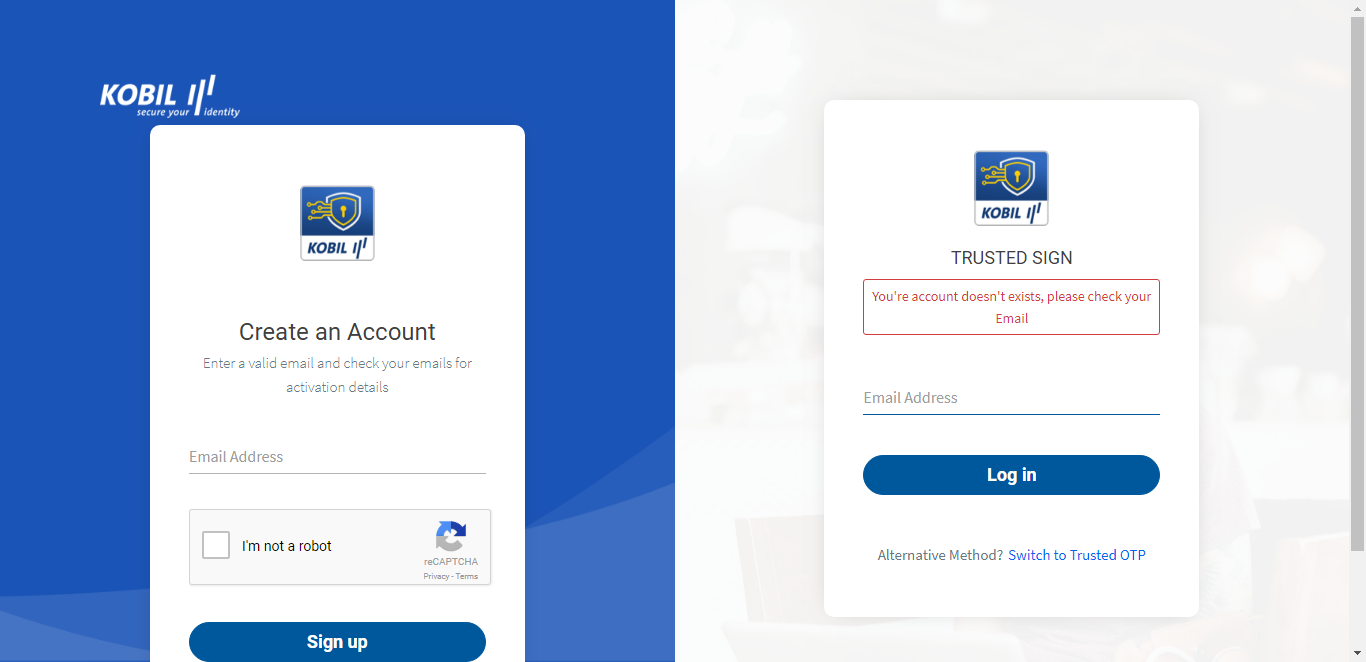 KOBIL
secure your identity
KOBIL
Create an Account
Enter a valid email and check your emails for
activation details
Email Address
I'm not a robot
reCAPTCHA
Privacy - Terms
Sign up
KOBIL
TRUSTED SIGN
You're account doesn't exists, please check your
Email
Email Address
Log in
Alternative Method? Switch to Trusted OTP